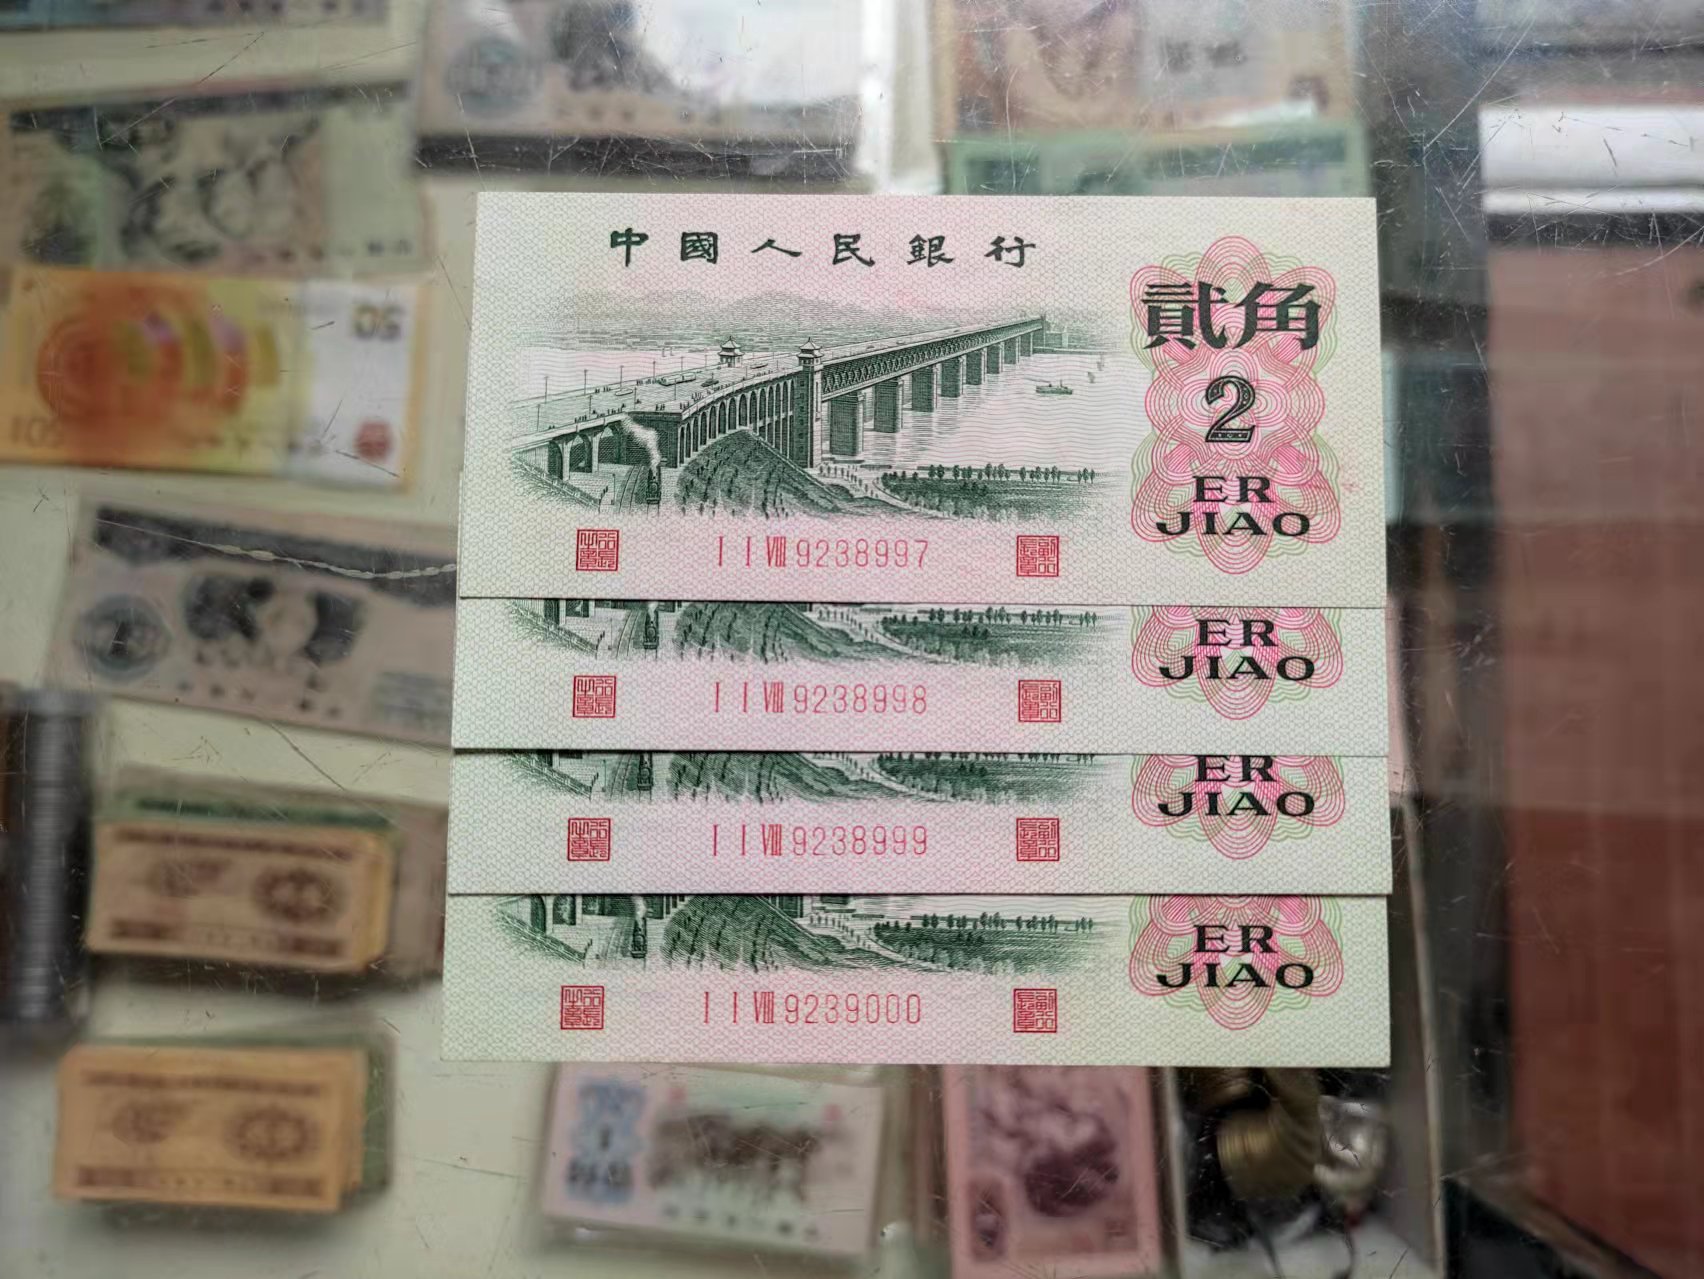 中國人民銀行
貳角
2
ER
JIAO
I I VIII 9238997
ER
JIAO
I I VIII 9238998
ER
JIAO
I I VIII 9238999
ER
JIAO
I I VIII 9239000
50